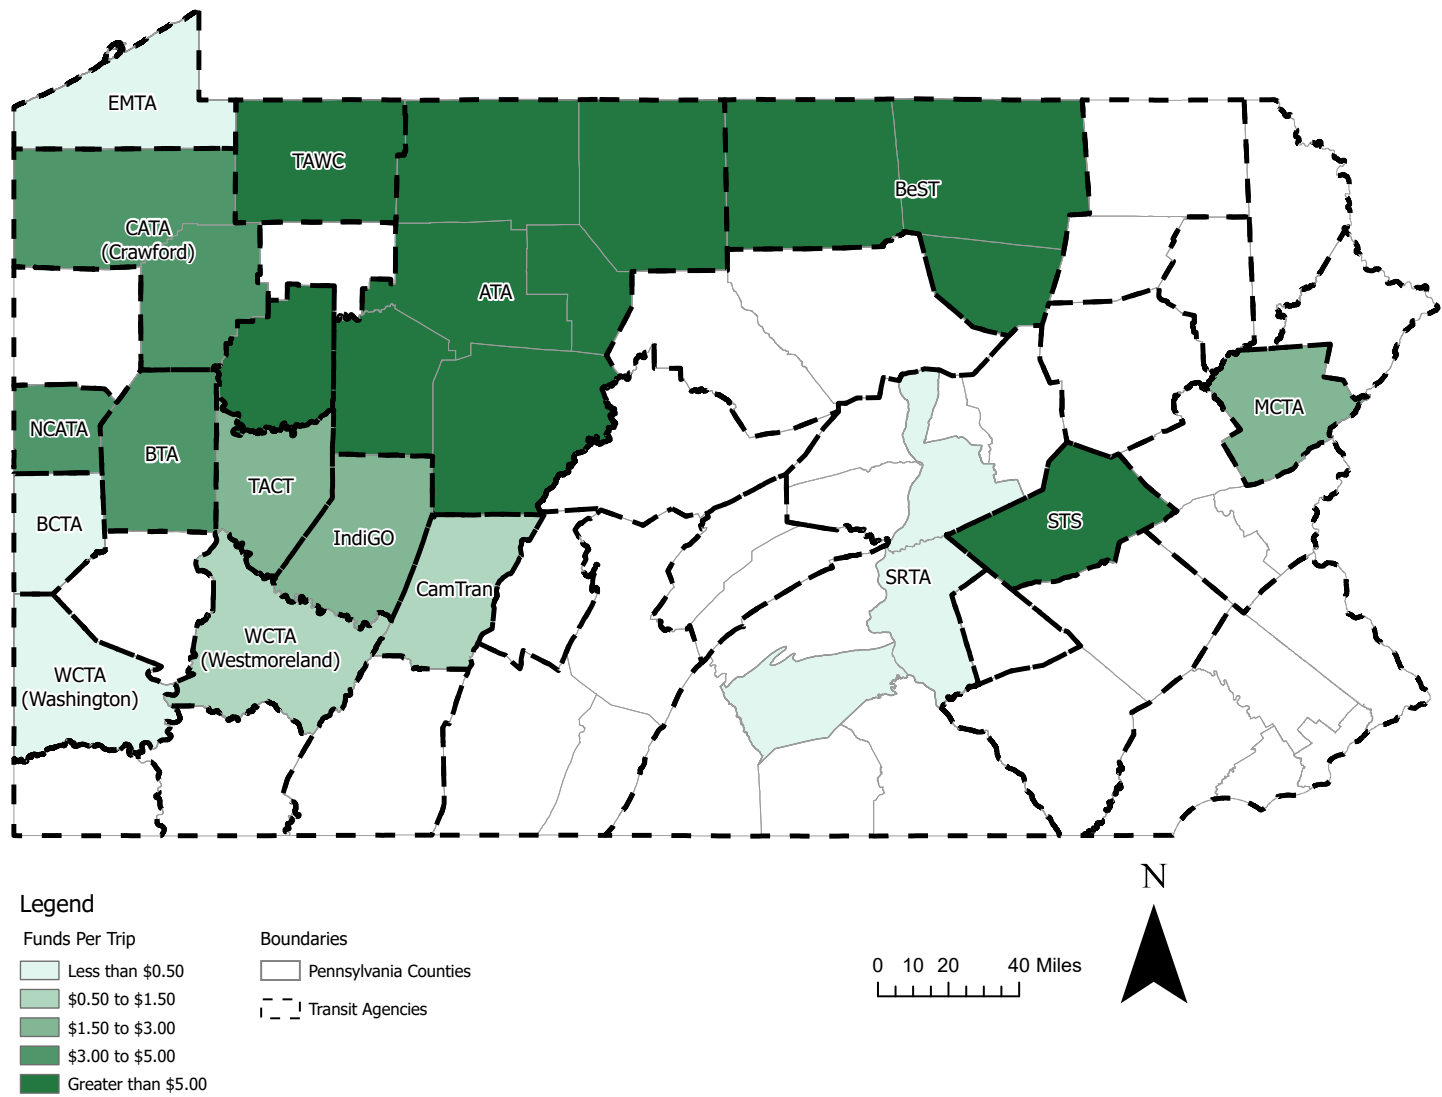 EMTA
TAWC
BeST
CATA
(Crawford)
ATA
MCTA
NCATA
BTA
TACT
STS
BCTA
IndiGO
SRTA
CamTran
WCTA
(Westmoreland)
WCTA
(Washington)
N
Legend
Funds Per Trip
Less than $0.50
$0.50 to $1.50
$1.50 to $3.00
$3.00 to $5.00
Greater than $5.00
Boundaries
Pennsylvania Counties
Transit Agencies
0 10 20 40 Miles